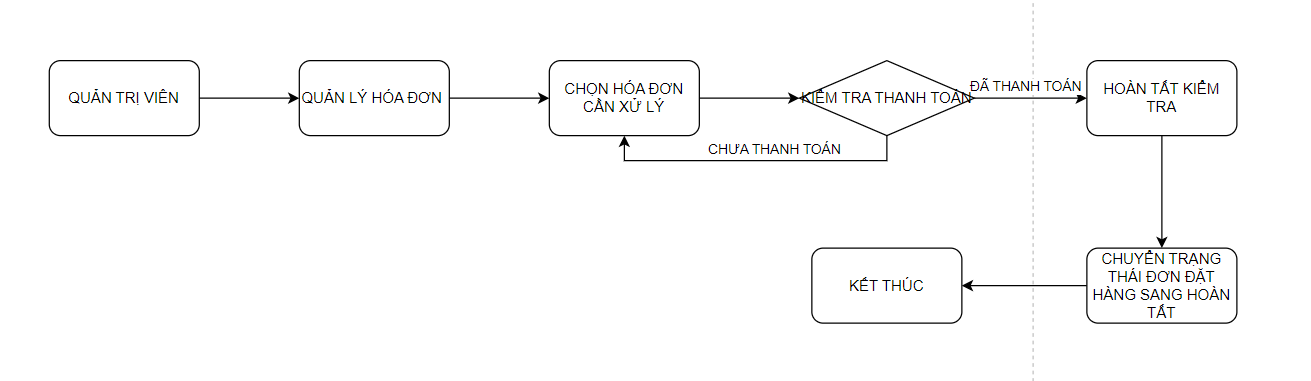 QUẢN TRỊ VIÊN
QUẢN LÝ HÓA ĐƠN
CHỌN HÓA ĐƠN
CẦN XỬ LÝ
KIỂM TRA THANH TOÁN
ĐÃ THANH TOÁN
HOÀN TẤT KIỂM
TRA
CHƯA THANH TOÁN
KẾT THÚC
CHUYỂN TRẠNG
THÁI ĐƠN ĐẶT
HÀNG SANG HOÀN
TẤT